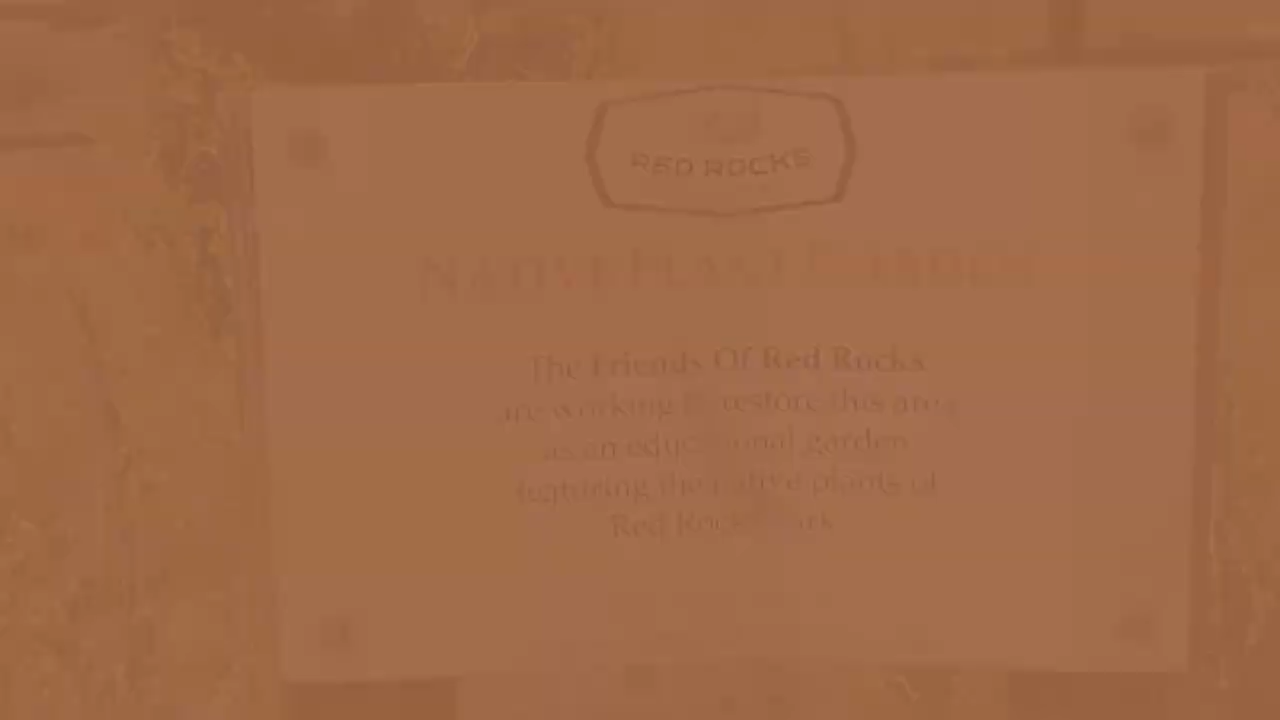 RED ROCKS
NATIVE PLANT GARDEN
The Friends Of Red Rocks
are working to restore this area
as an educational garden
featuring the native plants of
Red Rocks Park